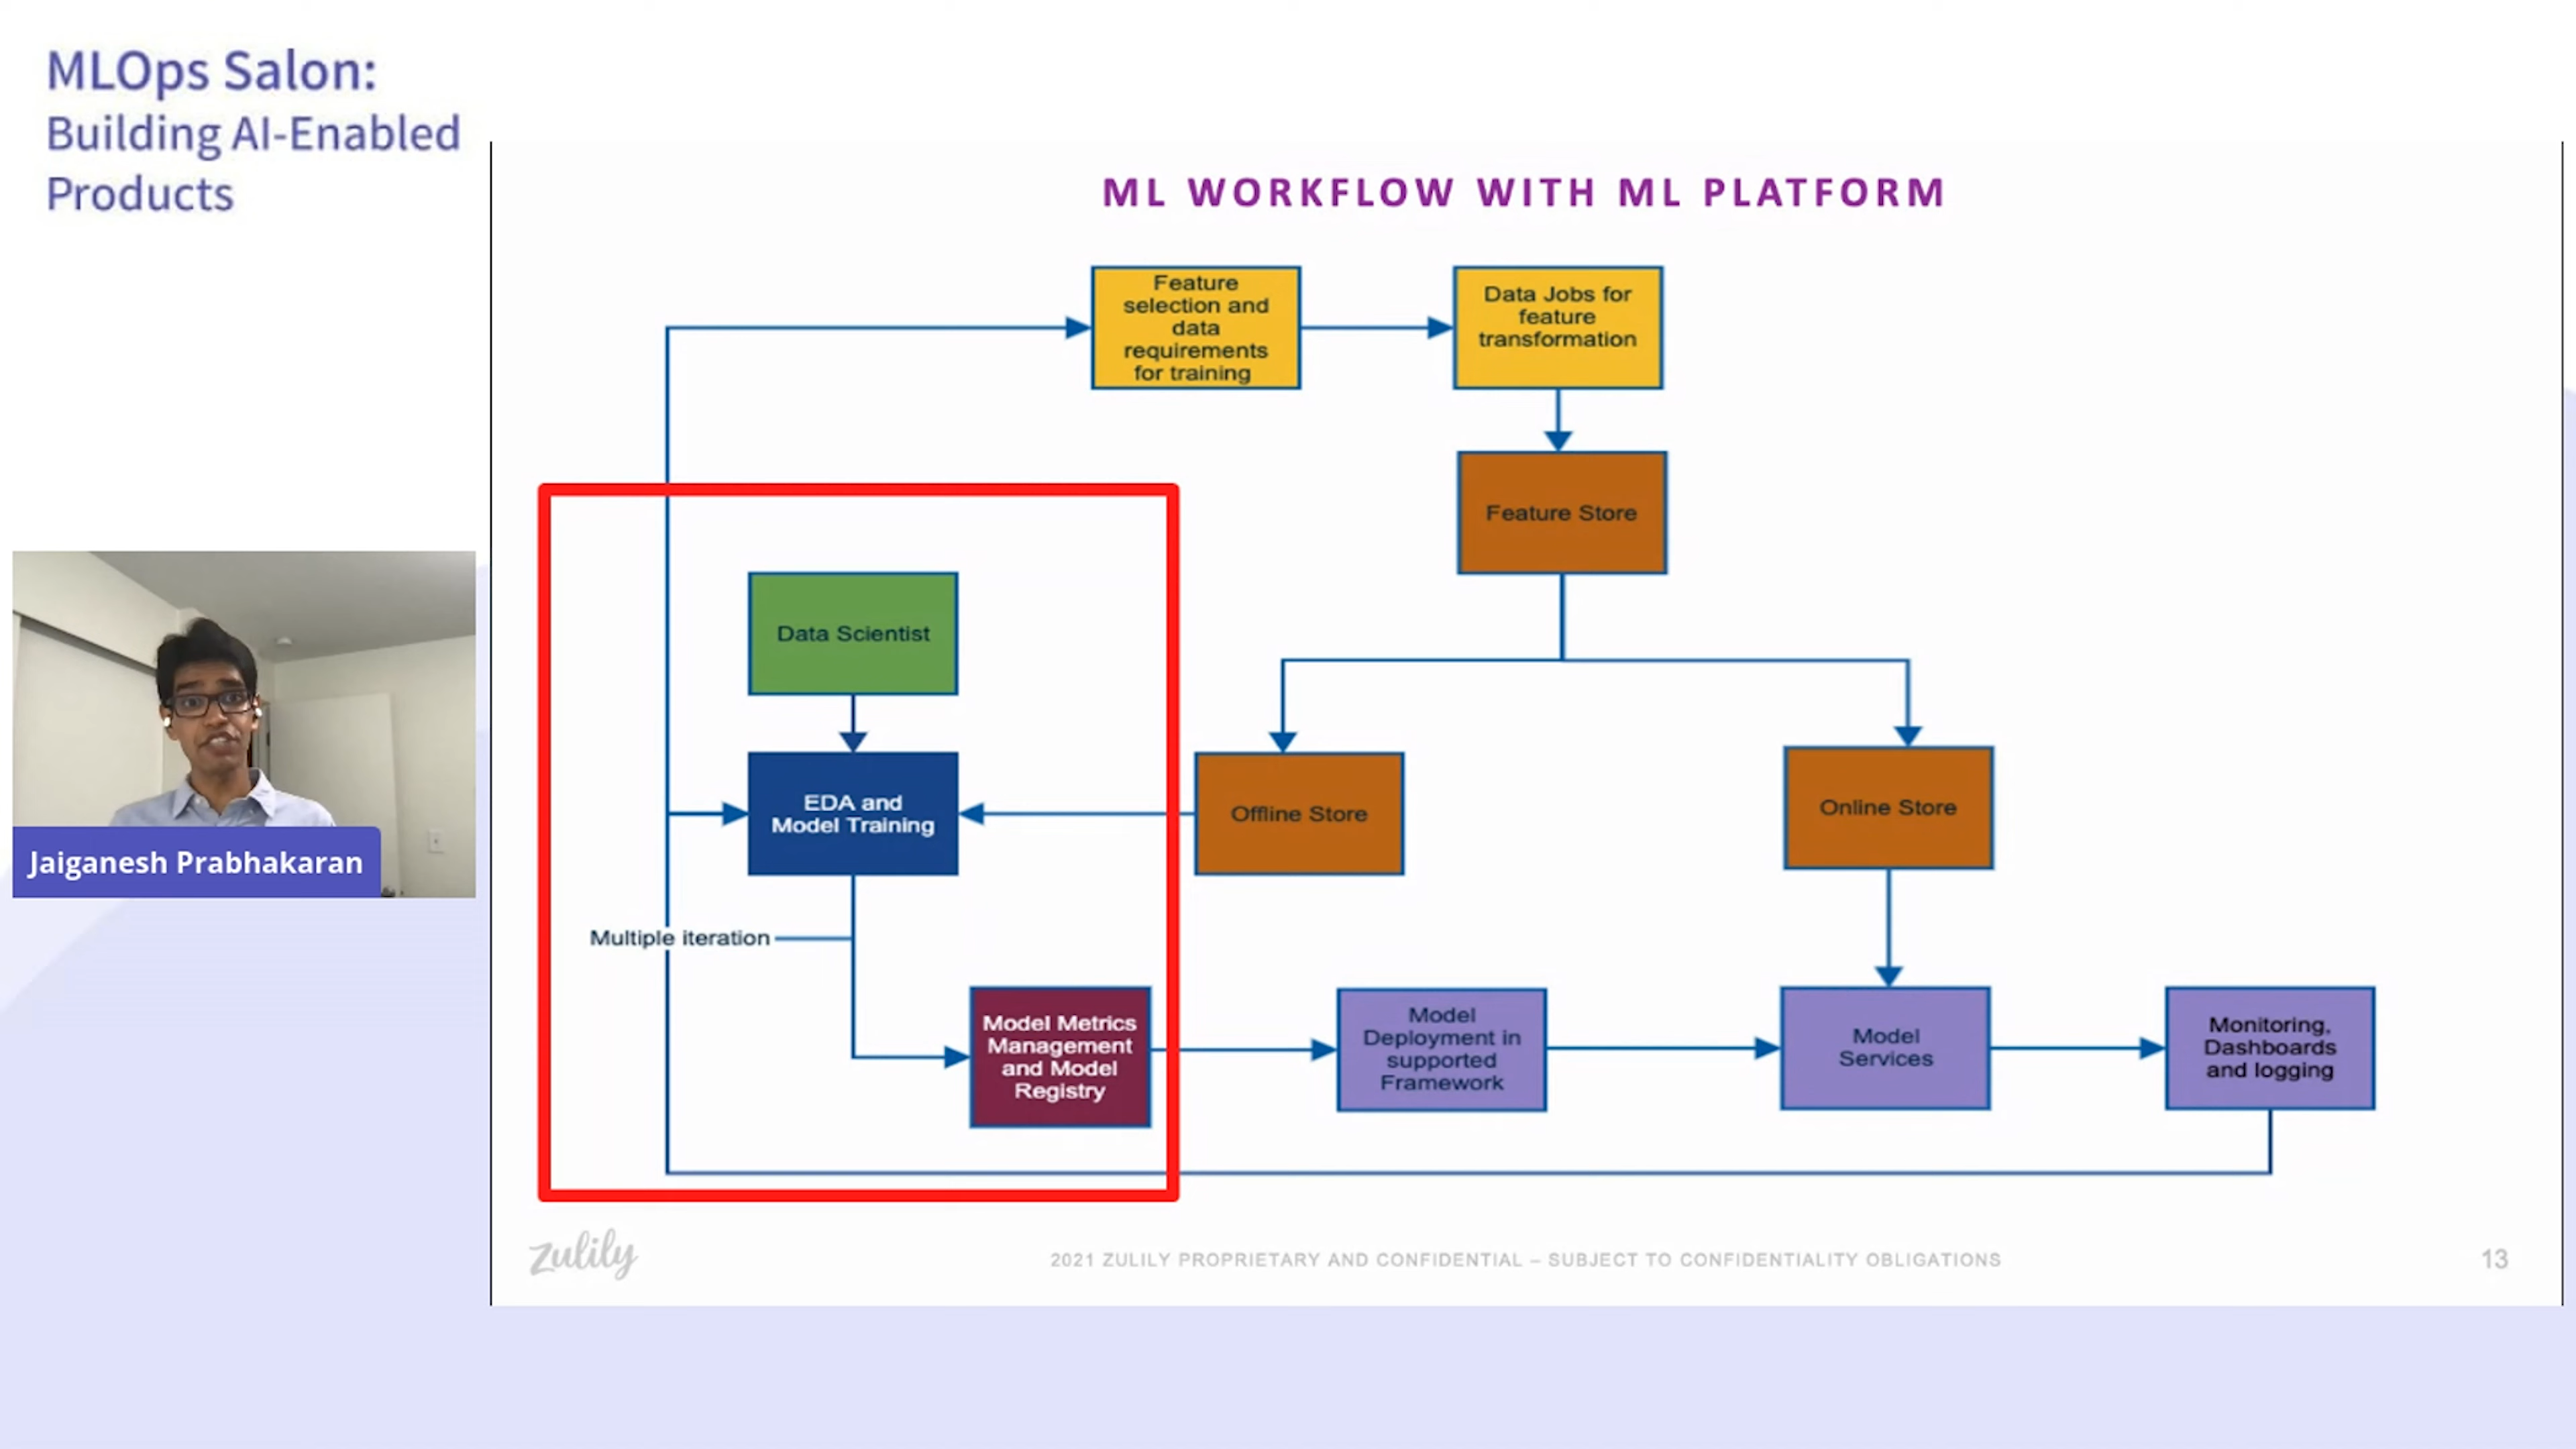 MLOps Salon:
Building AI-Enabled
Products
ML WORKFLOW WITH ML PLATFORM
Feature
selection and
data
requirements
for training
Data Jobs for
feature
transformation
Feature Store
Data Scientist
EDA and
Model Training
Offline Store
Online Store
Multiple iteration
Model Metrics
Management
and Model
Registry
Model
Deployment in
supported
Framework
Model
Services
Monitoring,
Dashboards
and logging
Jaiganesh Prabhakaran
zulily
2021 ZULILY PROPRIETARY AND CONFIDENTIAL – SUBJECT TO CONFIDENTIALITY OBLIGATIONS
13